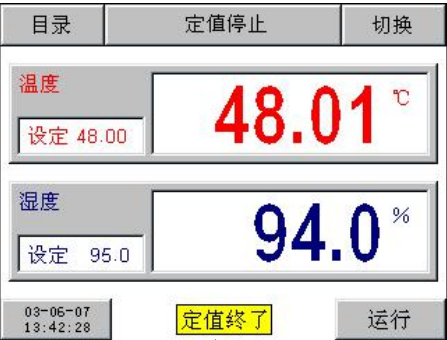 目录 定值停止 切换
温度
48.01 ℃
设定 48.00
湿度
94.0 %
设定 95.0
03-06-07
13:42:28
定值终了 运行